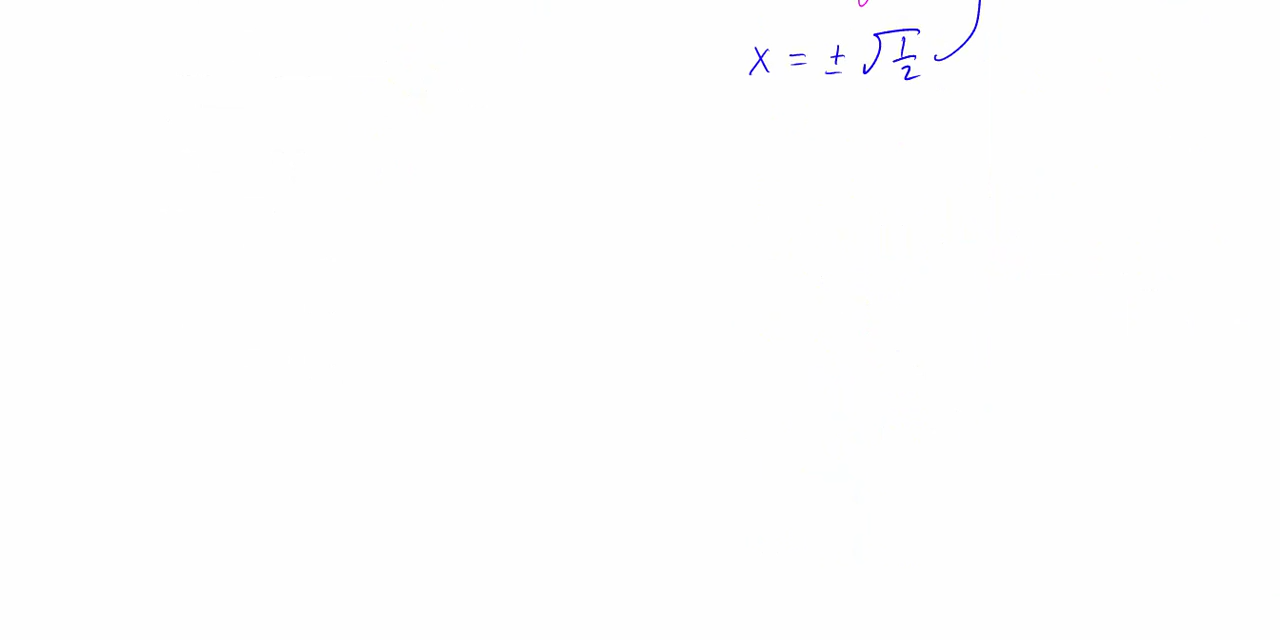 x = ± √(1/2)